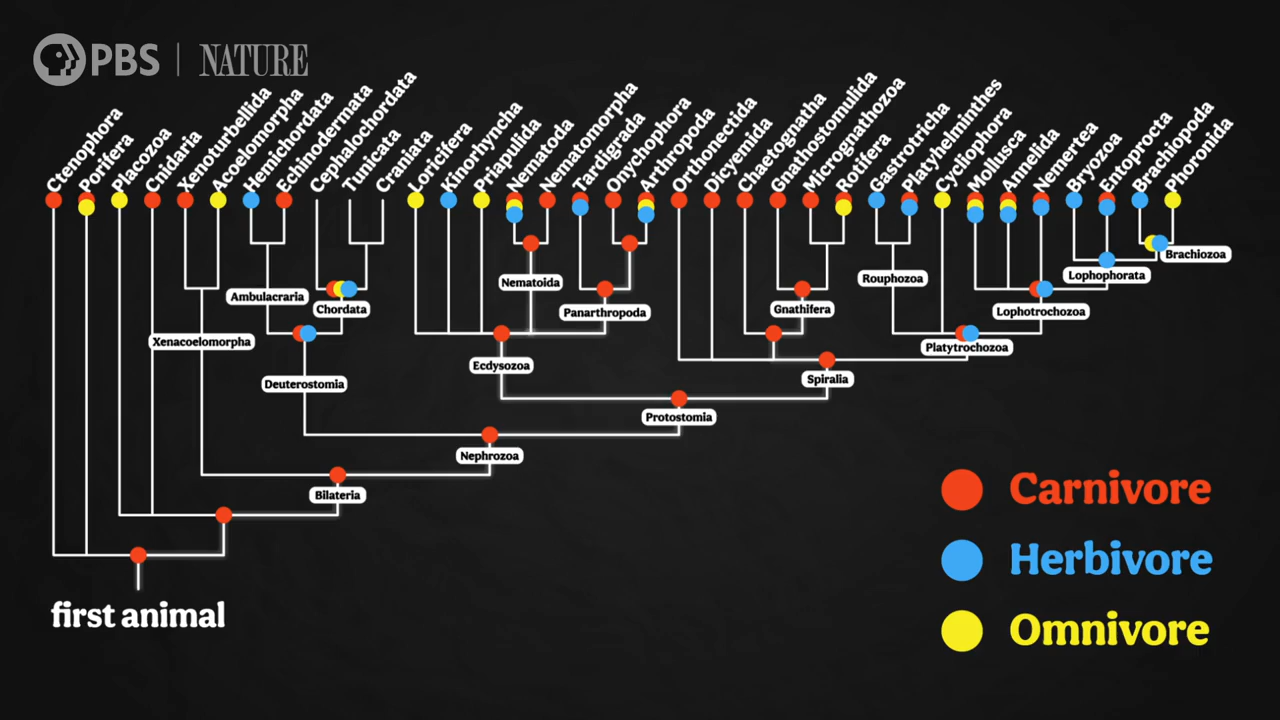 PBS | NATURE
Ctenophora
Porifera
Placozoa
Cnidaria
Xenoturbellida
Acoelomorpha
Hemichordata
Echinodermata
Cephalochordata
Tunicata
Craniata
Loricifera
Kinorhyncha
Priapulida
Nematoda
Nematomorpha
Tardigrada
Onychophora
Arthropoda
Orthonectida
Dicyemida
Chaetognatha
Gnathostomulida
Micrognathozoa
Rotifera
Gastrotricha
Platyhelminthes
Cycliophora
Mollusca
Annelida
Nemertea
Bryozoa
Entoprocta
Brachiopoda
Phoronida
Brachiozoa
Lophophorata
Rouphozoa
Nematoida
Ambulacraria
Chordata
Panarthropoda
Gnathifera
Lophotrochozoa
Xenacoelomorpha
Platytrochozoa
Ecdysozoa
Spiralia
Deuterostomia
Protostomia
Nephrozoa
Bilateria
first animal
Carnivore
Herbivore
Omnivore